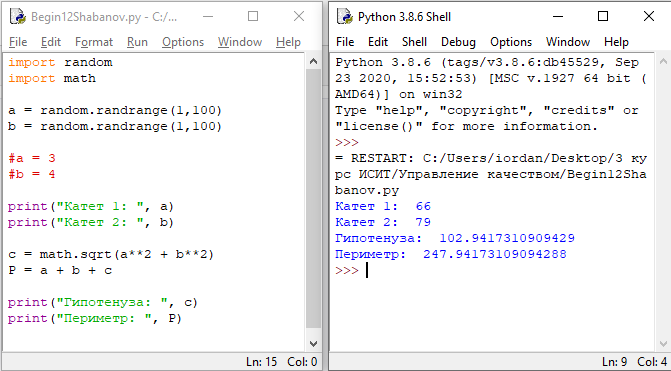 Begin12Shabanov.py - C:/...
File Edit Format Run Options Window Help
import random
import math
a = random.randrange(1,100)
b = random.randrange(1,100)
#a = 3
#b = 4
print("Катет 1: ", a)
print("Катет 2: ", b)
c = math.sqrt(a**2 + b**2)
P = a + b + c
print("Гипотенуза: ", c)
print("Периметр: ", P)
Ln: 15 Col: 0
Python 3.8.6 Shell
File Edit Shell Debug Options Window Help
Python 3.8.6 (tags/v3.8.6:db45529, Sep
23 2020, 15:52:53) [MSC v.1927 64 bit (
AMD64)] on win32
Type "help", "copyright", "credits" or
"license()" for more information.
>>>
= RESTART: C:/Users/iordan/Desktop/3 ку
рс ИСИТ/Управление качеством/Begin12Sha
banov.py
Катет 1:  66
Катет 2:  79
Гипотенуза:  102.9417310909429
Периметр:  247.94173109094288
>>>
Ln: 9 Col: 4